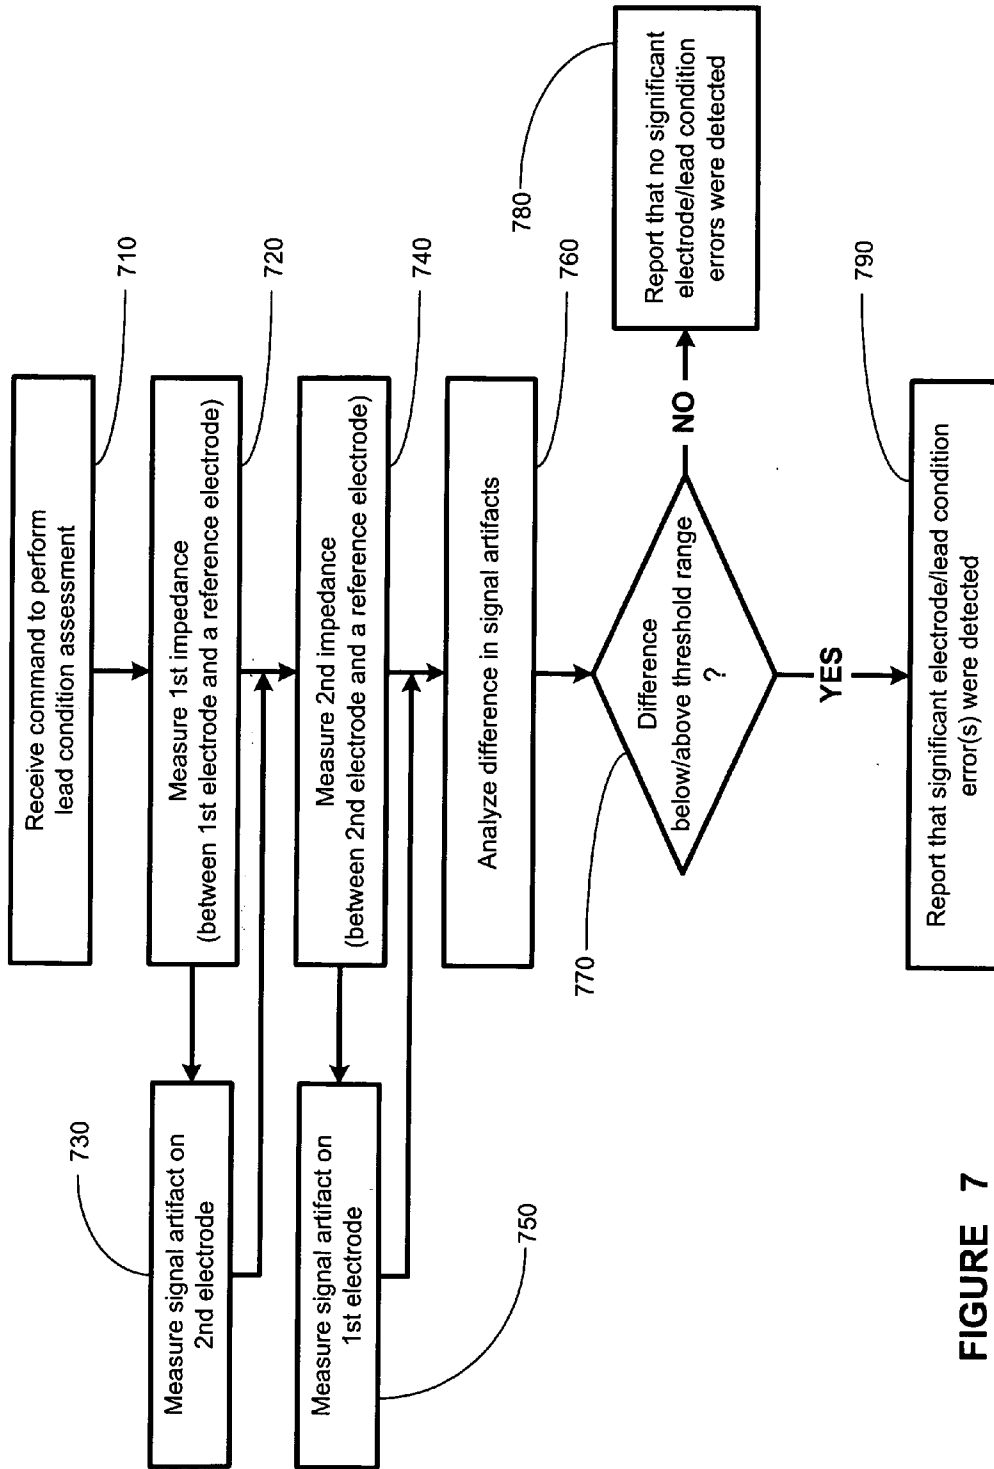 Receive command to perform
lead condition assessment
710
Measure 1st impedance
(between 1st electrode and a reference electrode)
720
Measure signal artifact on
2nd electrode
730
Measure 2nd impedance
(between 2nd electrode and a reference electrode)
740
Measure signal artifact on
1st electrode
750
Analyze difference in signal artifacts
760
Difference
below/above threshold range
?
770
NO
Report that no significant
electrode/lead condition
errors were detected
780
YES
Report that significant electrode/lead condition
error(s) were detected
790
FIGURE 7